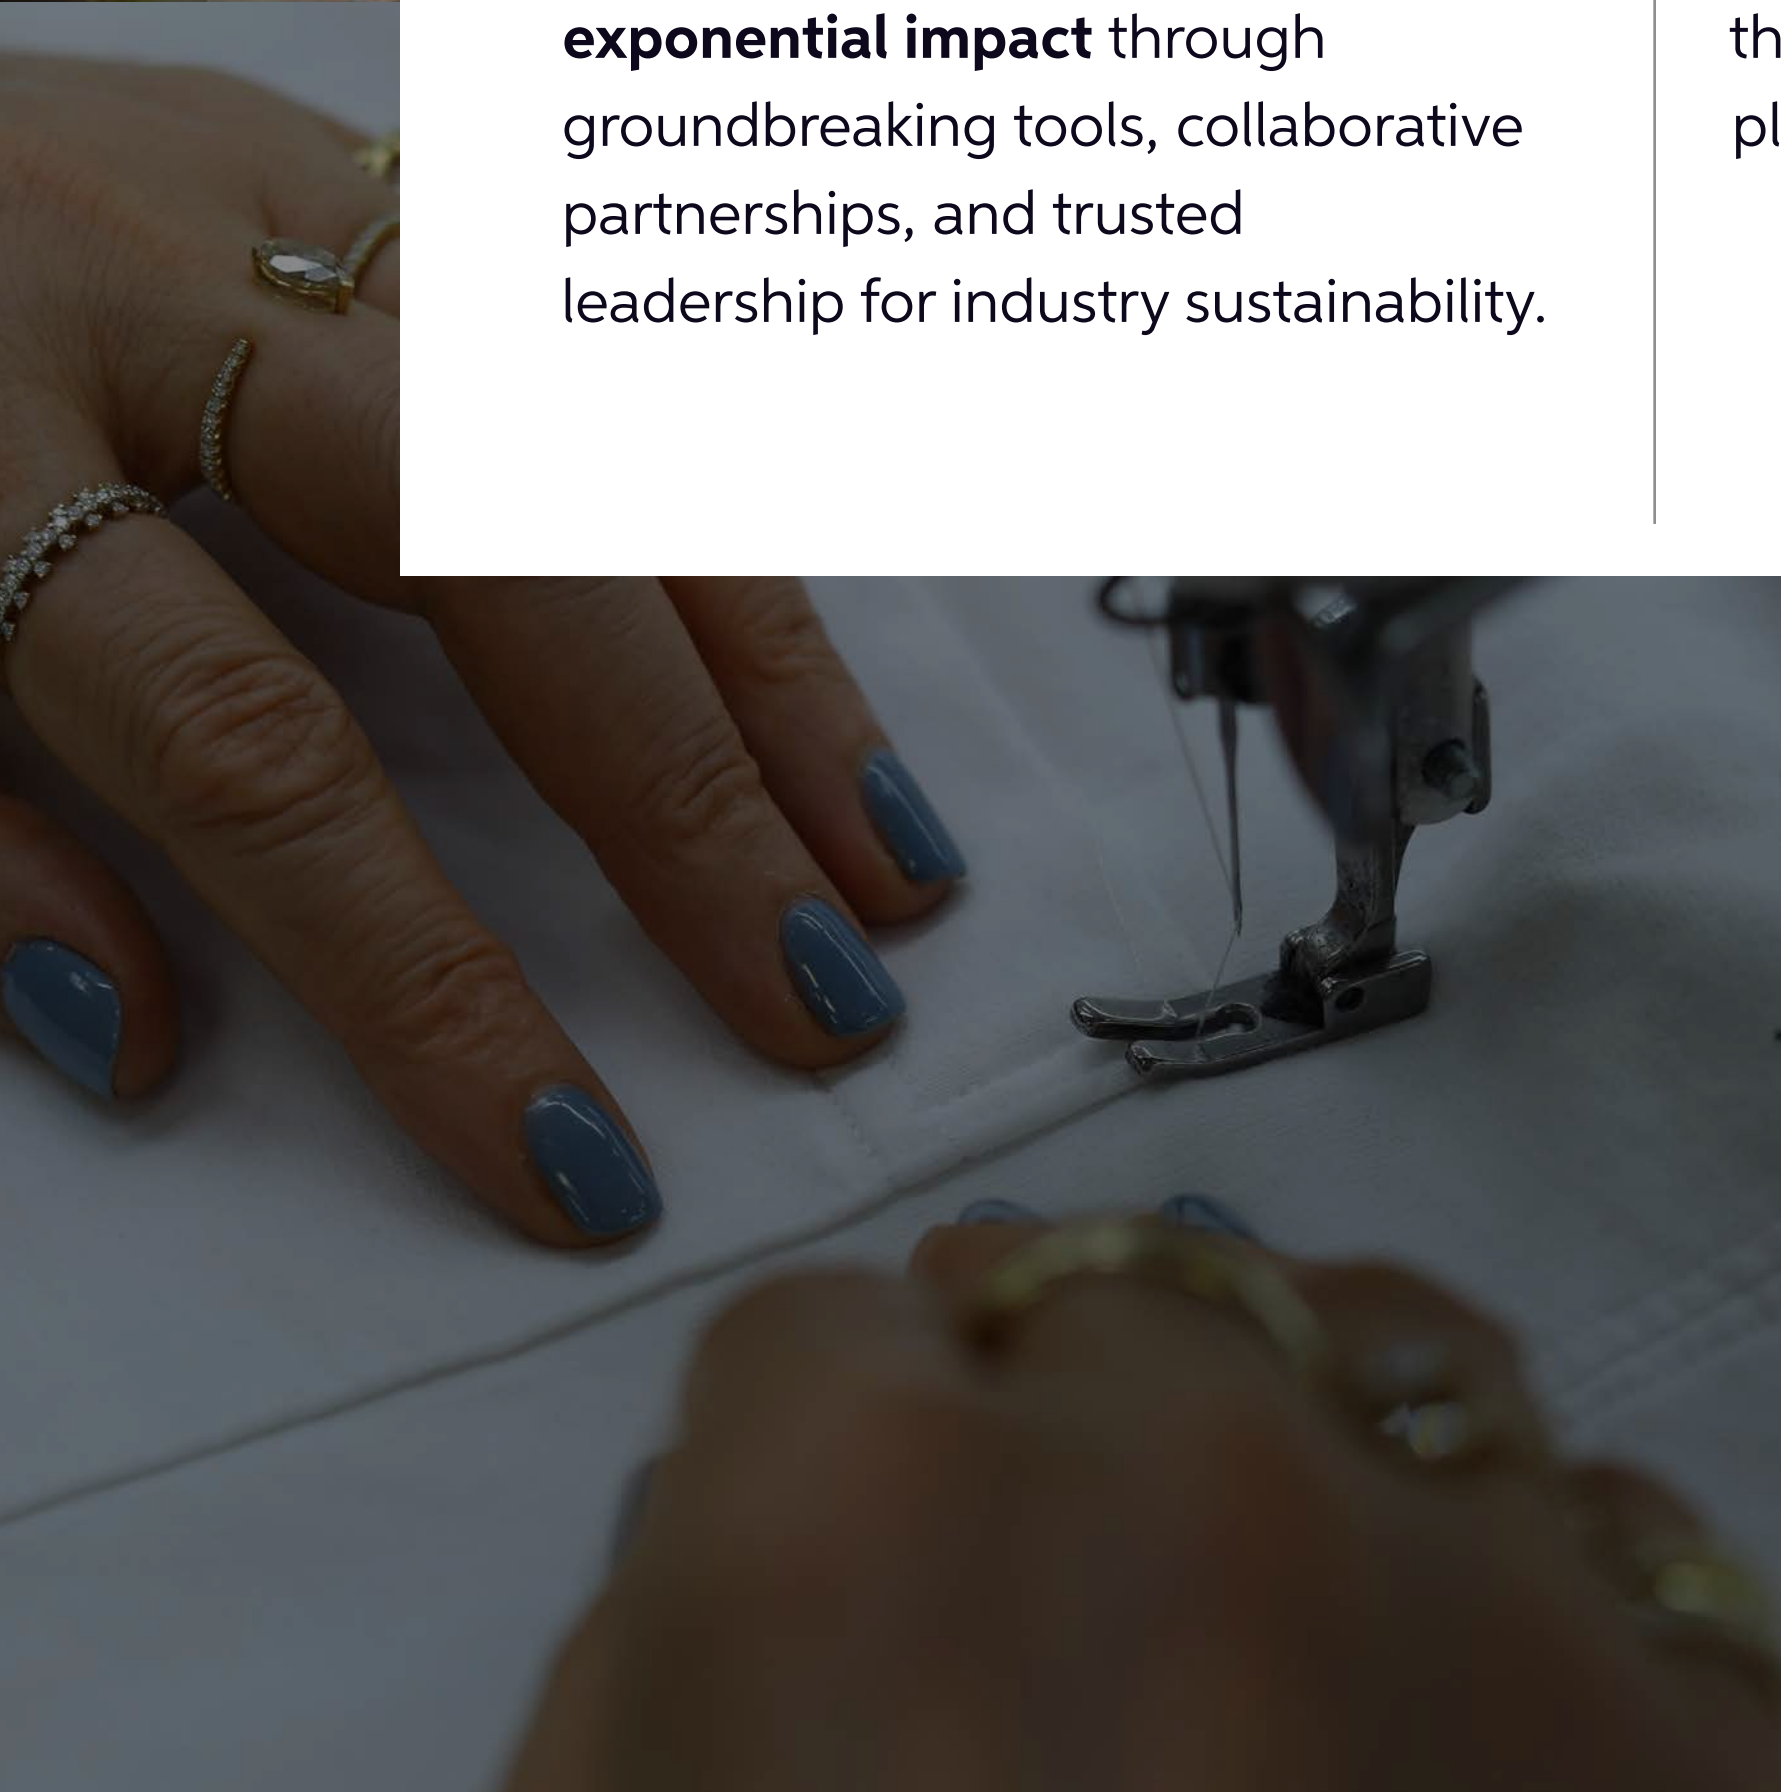 exponential impact through
groundbreaking tools, collaborative
partnerships, and trusted
leadership for industry sustainability.